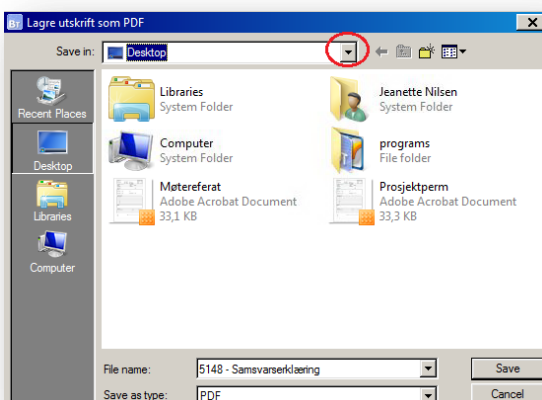 BT Lagre utskrift som PDF
Save in: Desktop
Recent Places
Desktop
Libraries
Computer
Libraries
System Folder
Jeanette Nilsen
System Folder
Computer
System Folder
programs
File folder
Møtereferat
Adobe Acrobat Document
33,1 KB
Prosjektperm
Adobe Acrobat Document
33,3 KB
File name: 5148 - Samsvarserklæring Save
Save as type: PDF Cancel